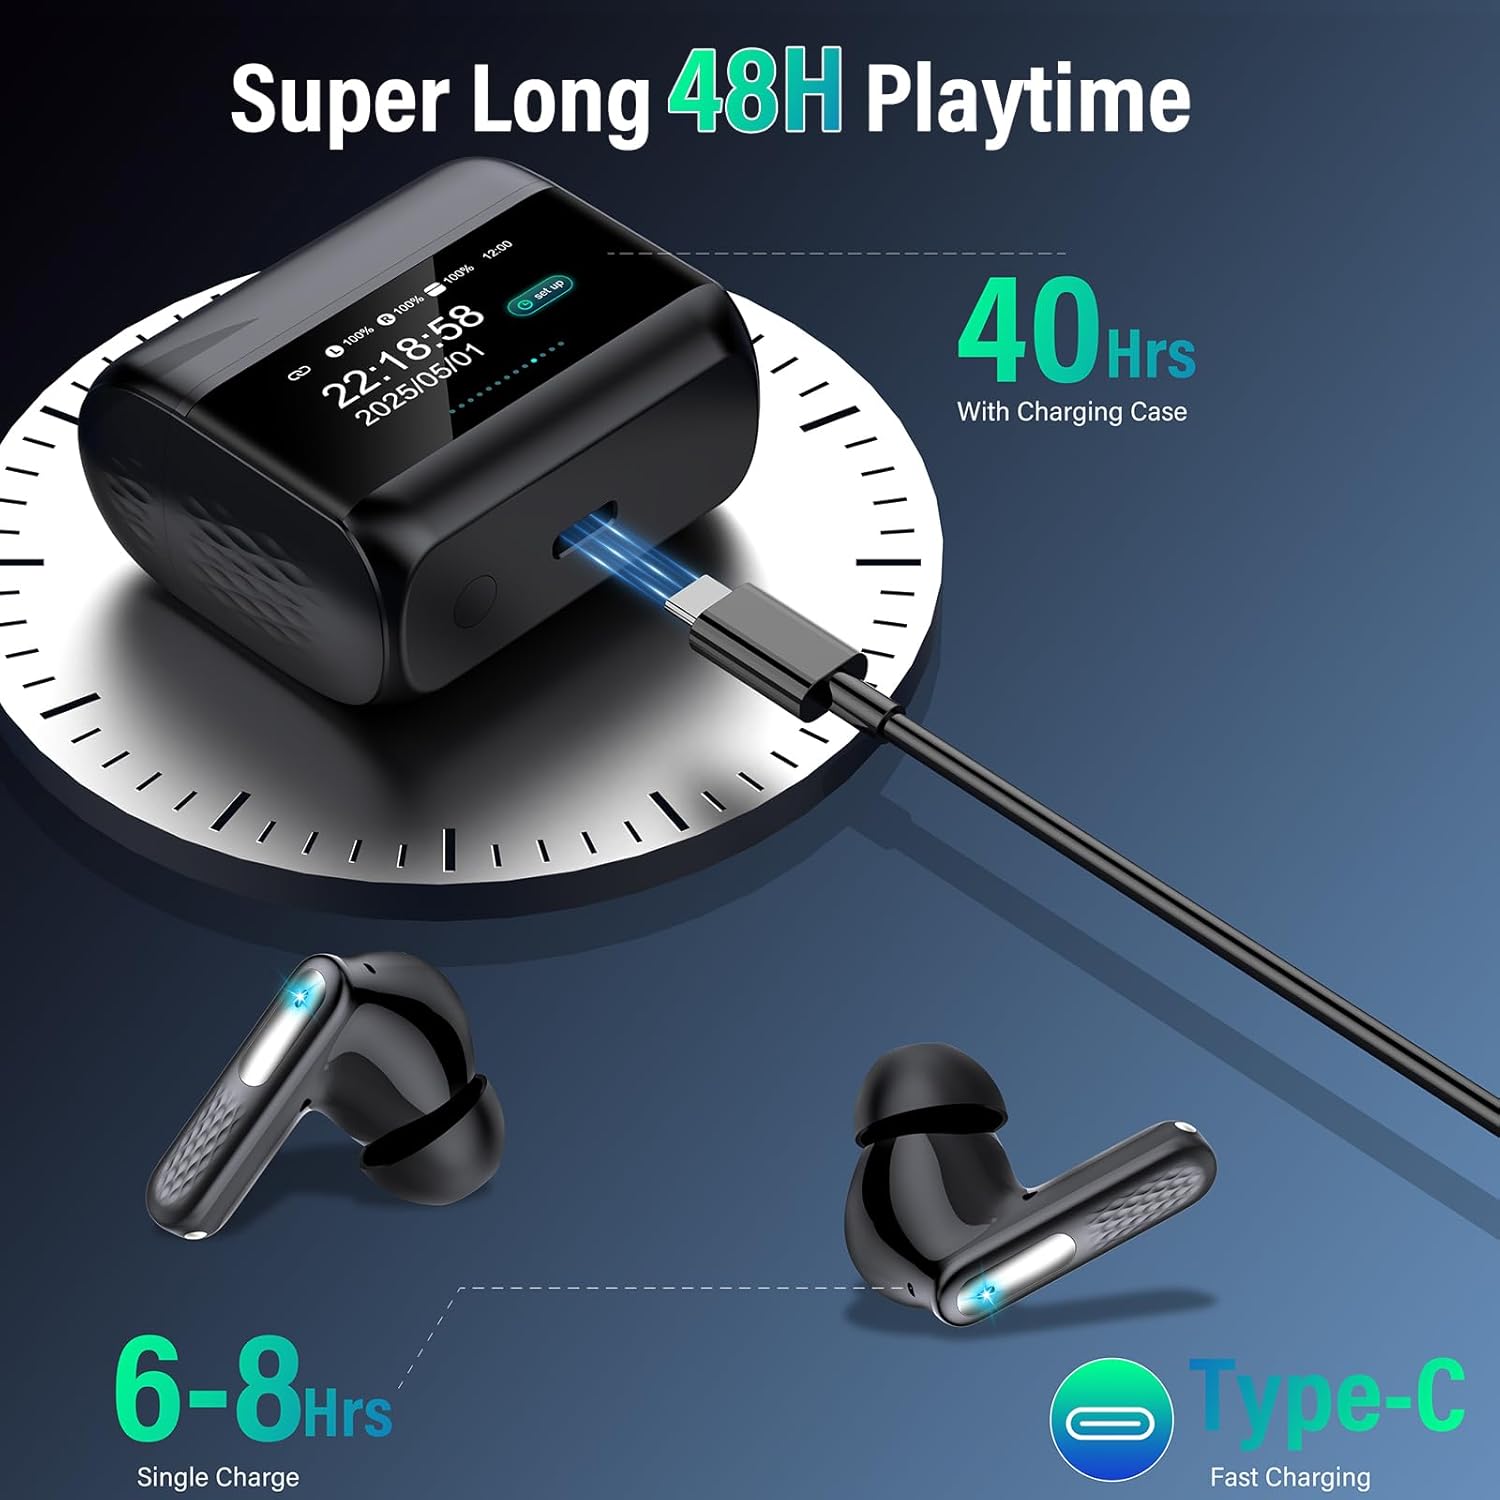 Super Long 48H Playtime
L 100% R 100% 100% 12:00
22:18:58
2025/05/01
set up
40Hrs
With Charging Case
6-8Hrs
Single Charge
Type-C
Fast Charging